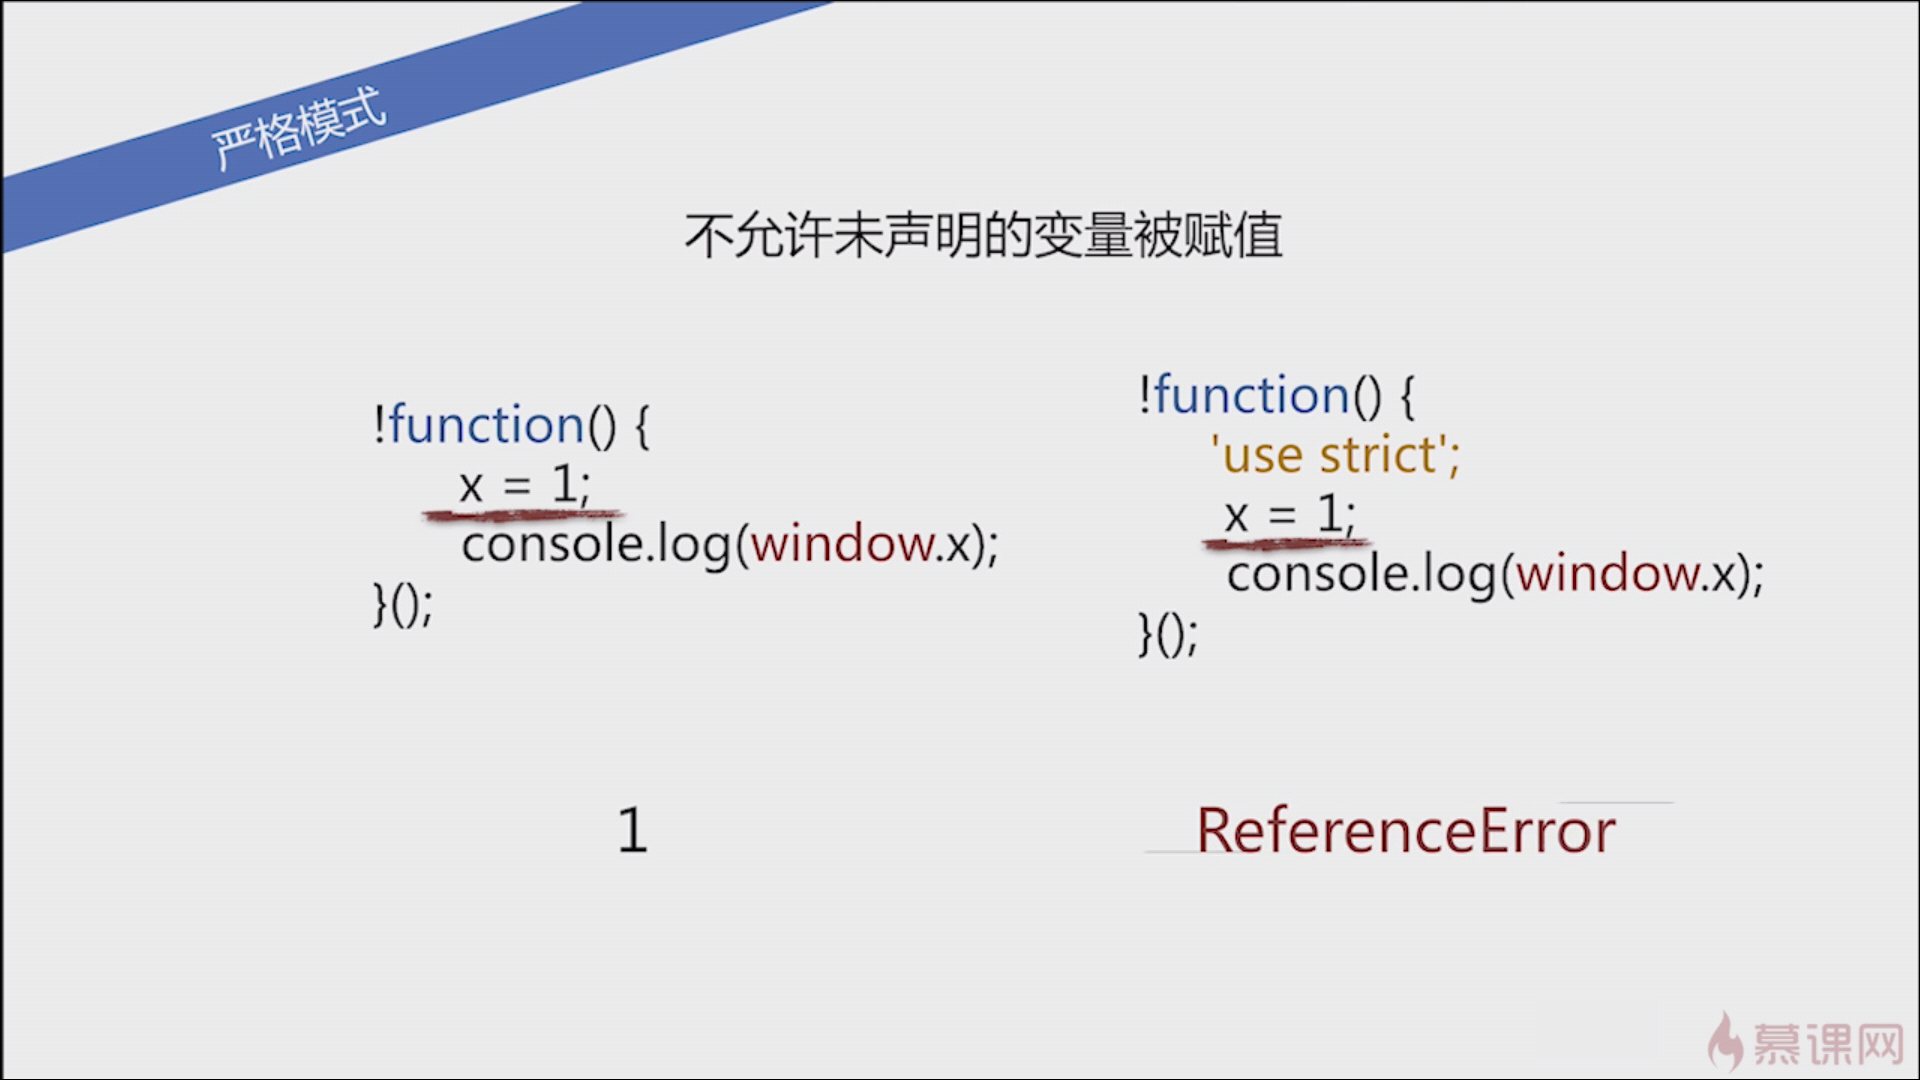 严格模式
不允许未声明的变量被赋值
!function() {
x = 1;
console.log(window.x);
}();
1
!function() {
'use strict';
x = 1;
console.log(window.x);
}();
ReferenceError
慕课网